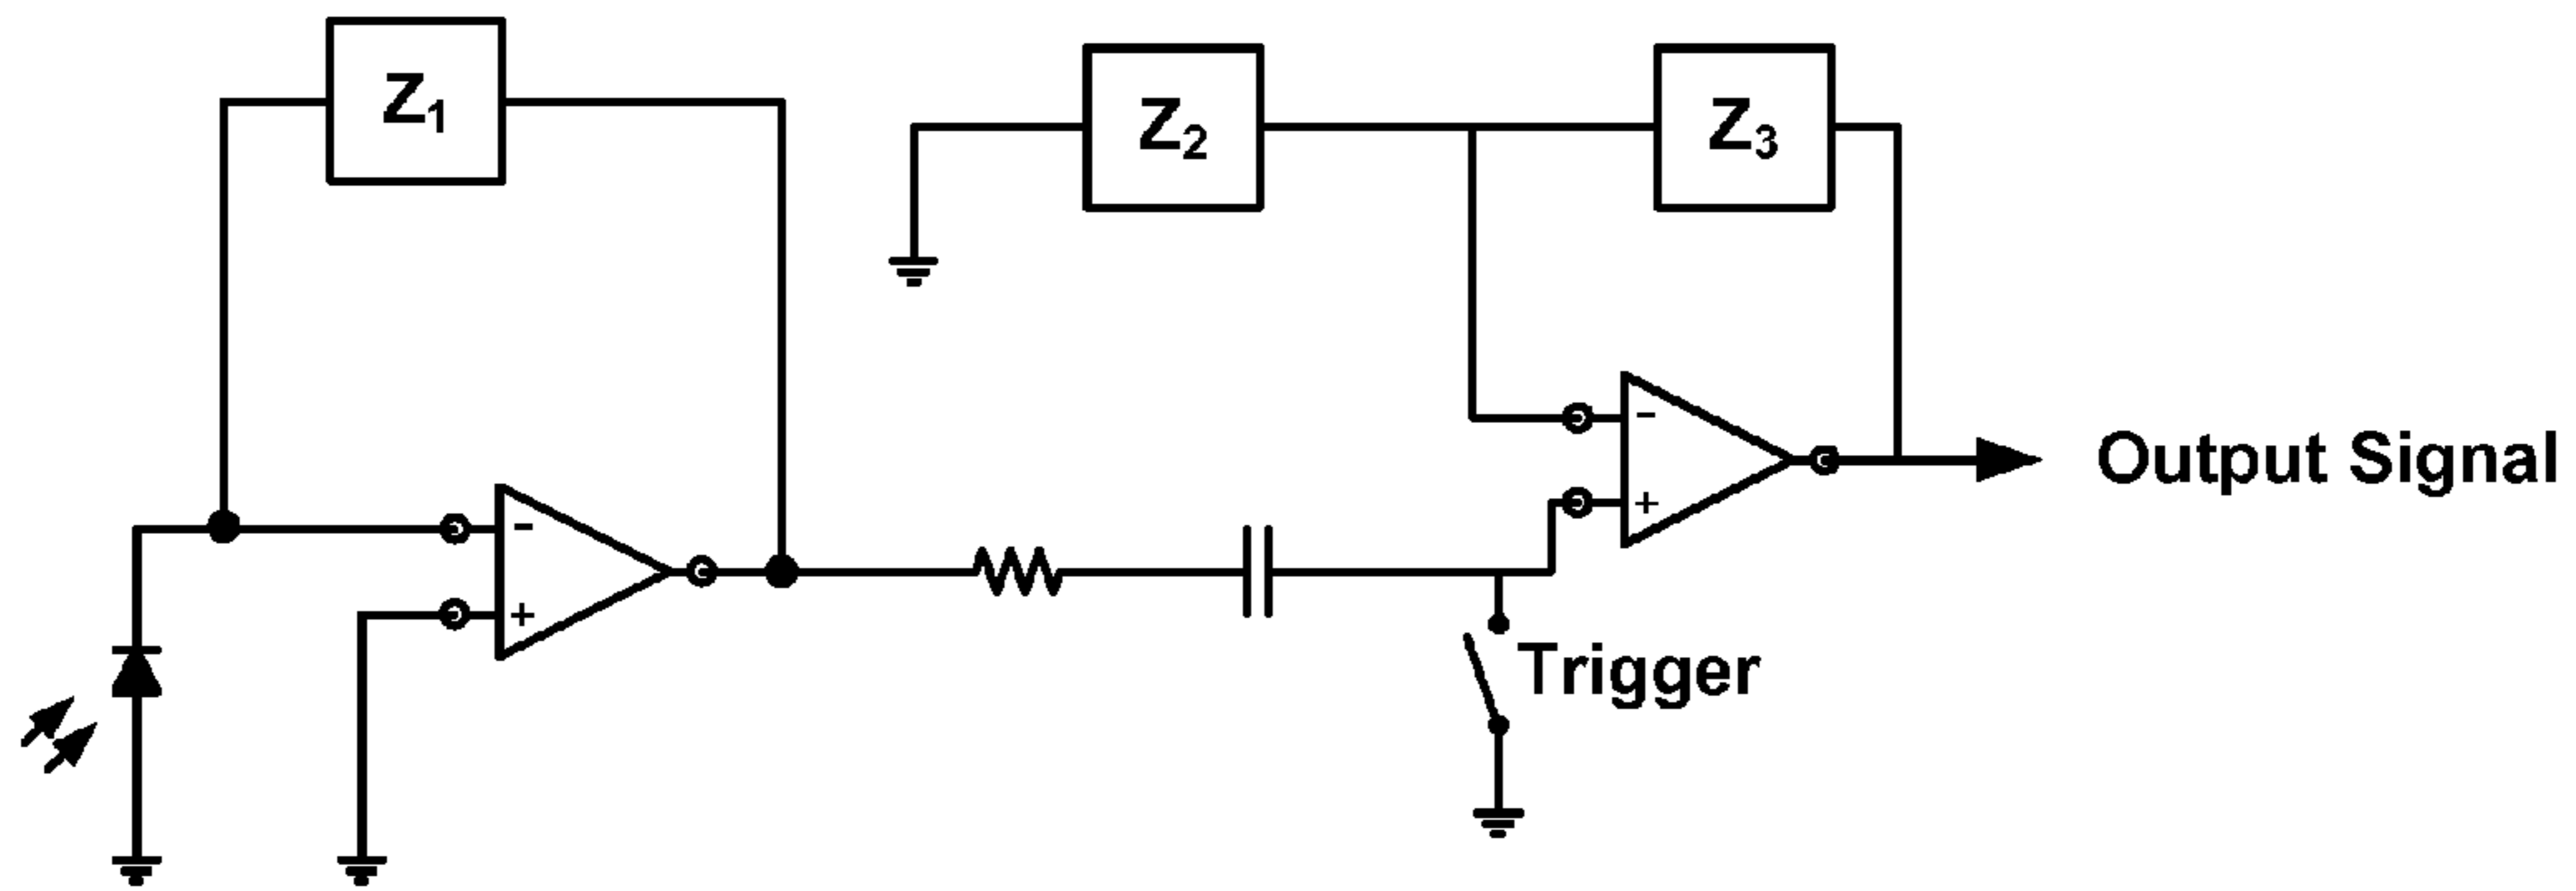 Z₁
Z₂
Z₃
-
+
-
+
Output Signal
Trigger